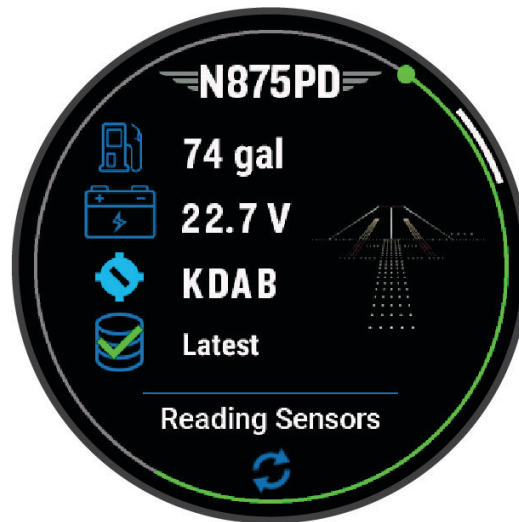 N875PD
74 gal
22.7 V
KDAB
Latest
Reading Sensors